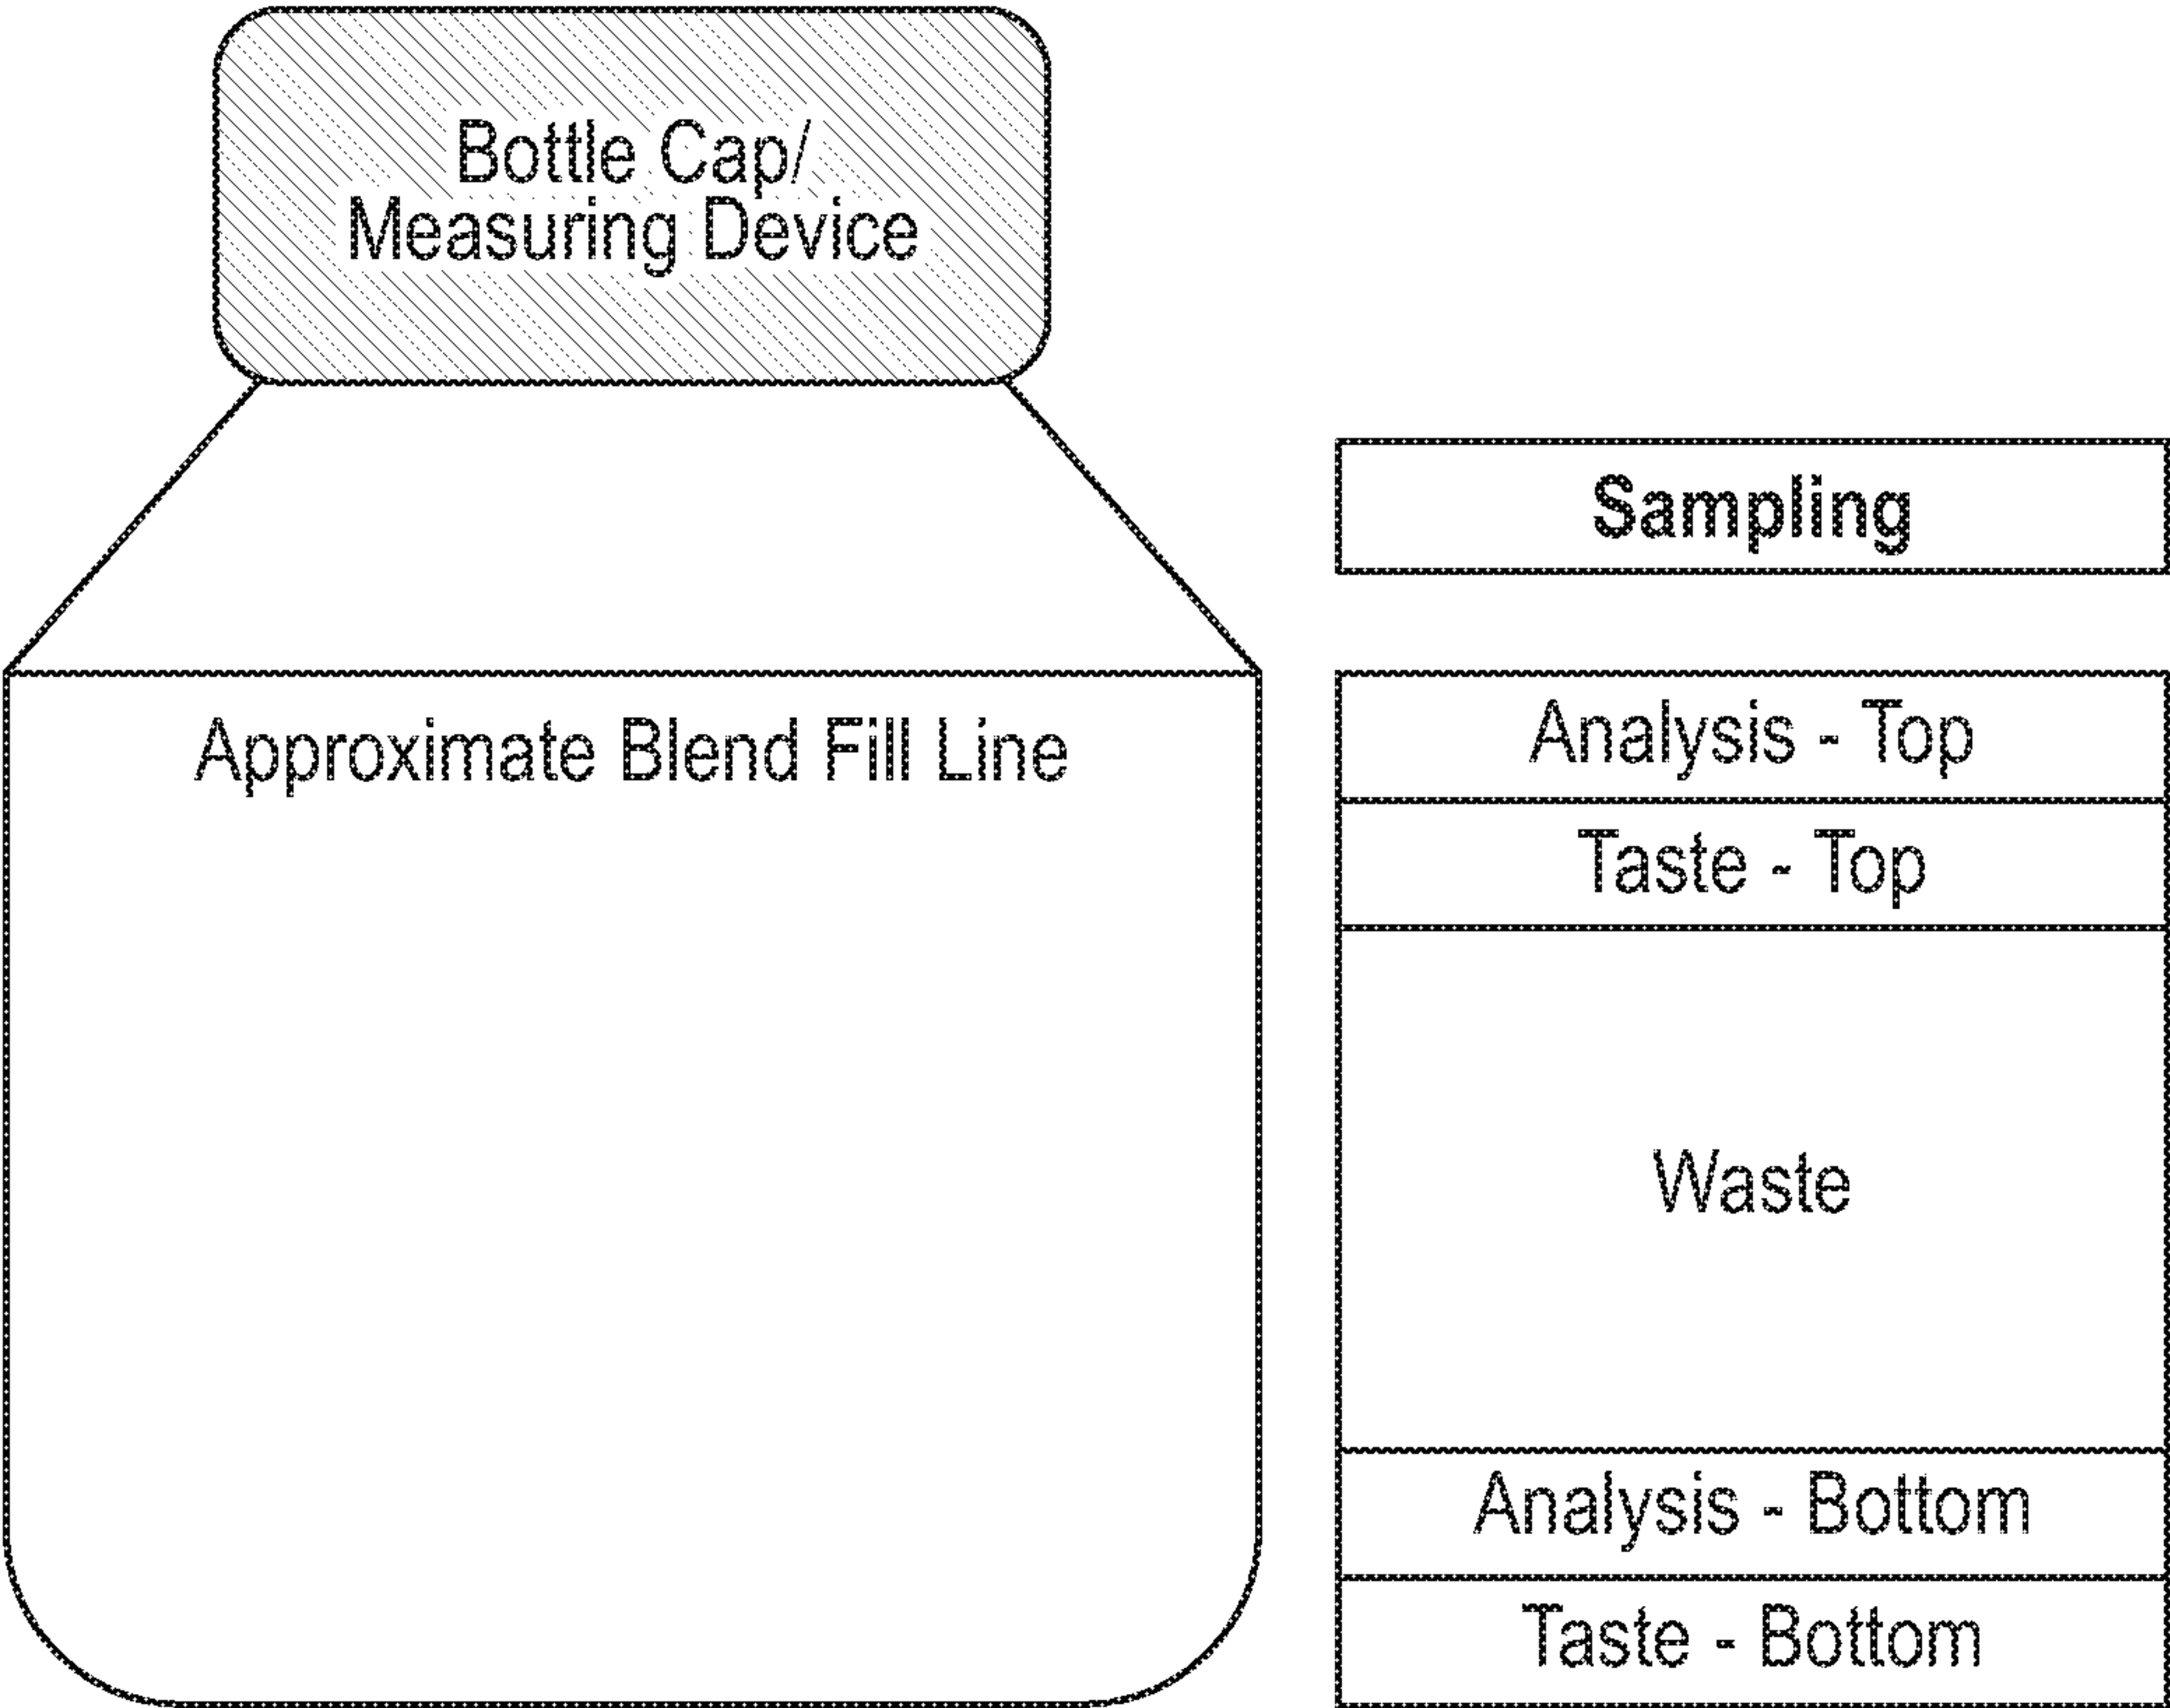 Bottle Cap/
Measuring Device
Sampling
Approximate Blend Fill Line
Analysis - Top
Taste - Top
Waste
Analysis - Bottom
Taste - Bottom